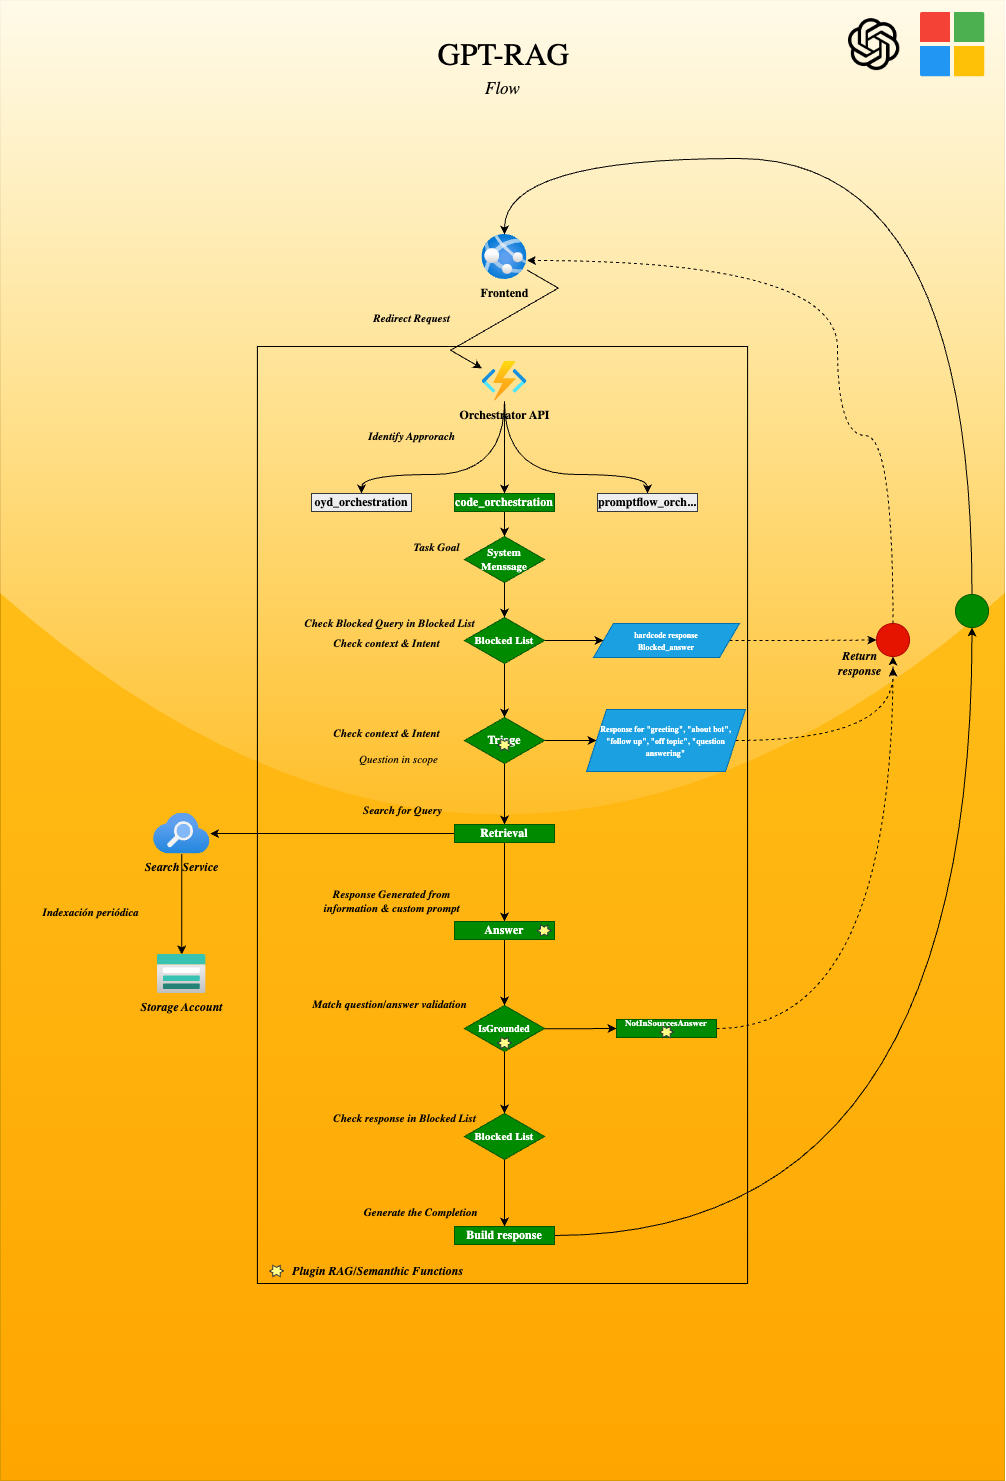 GPT-RAG
Flow
Frontend
Redirect Request
Orchestrator API
Identify Approrach
oyd_orchestration
code_orchestration
promptflow_orch...
Task Goal
System
Menssage
Check Blocked Query in Blocked List
Check context & Intent
Blocked List
hardcode response
Blocked_answer
Return
response
Check context & Intent
Question in scope
Triage
Response for "greeting", "about bot",
"follow up", "off topic", "question
answering"
Search for Query
Retrieval
Search Service
Indexación periódica
Storage Account
Response Generated from
information & custom prompt
Answer
Match question/answer validation
IsGrounded
NotInSourcesAnswer
Check response in Blocked List
Blocked List
Generate the Completion
Build response
Plugin RAG/Semanthic Functions